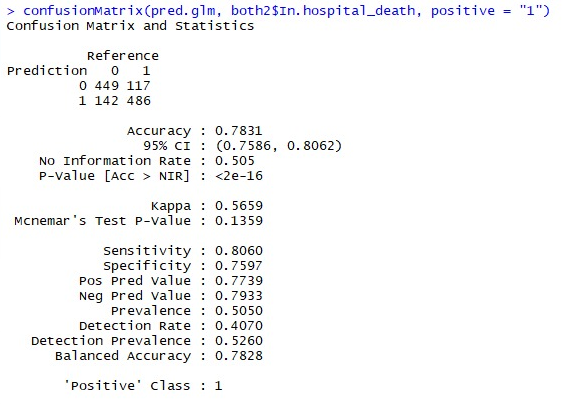 > confusionMatrix(pred.glm, both2$In.hospital_death, positive = "1")
Confusion Matrix and Statistics
Reference
Prediction 0 1
0 449 117
1 142 486
Accuracy : 0.7831
95% CI : (0.7586, 0.8062)
No Information Rate : 0.505
P-Value [Acc > NIR] : <2e-16
Kappa : 0.5659
Mcnemar's Test P-Value : 0.1359
Sensitivity : 0.8060
Specificity : 0.7597
Pos Pred Value : 0.7739
Neg Pred Value : 0.7933
Prevalence : 0.5050
Detection Rate : 0.4070
Detection Prevalence : 0.5260
Balanced Accuracy : 0.7828
'Positive' Class : 1